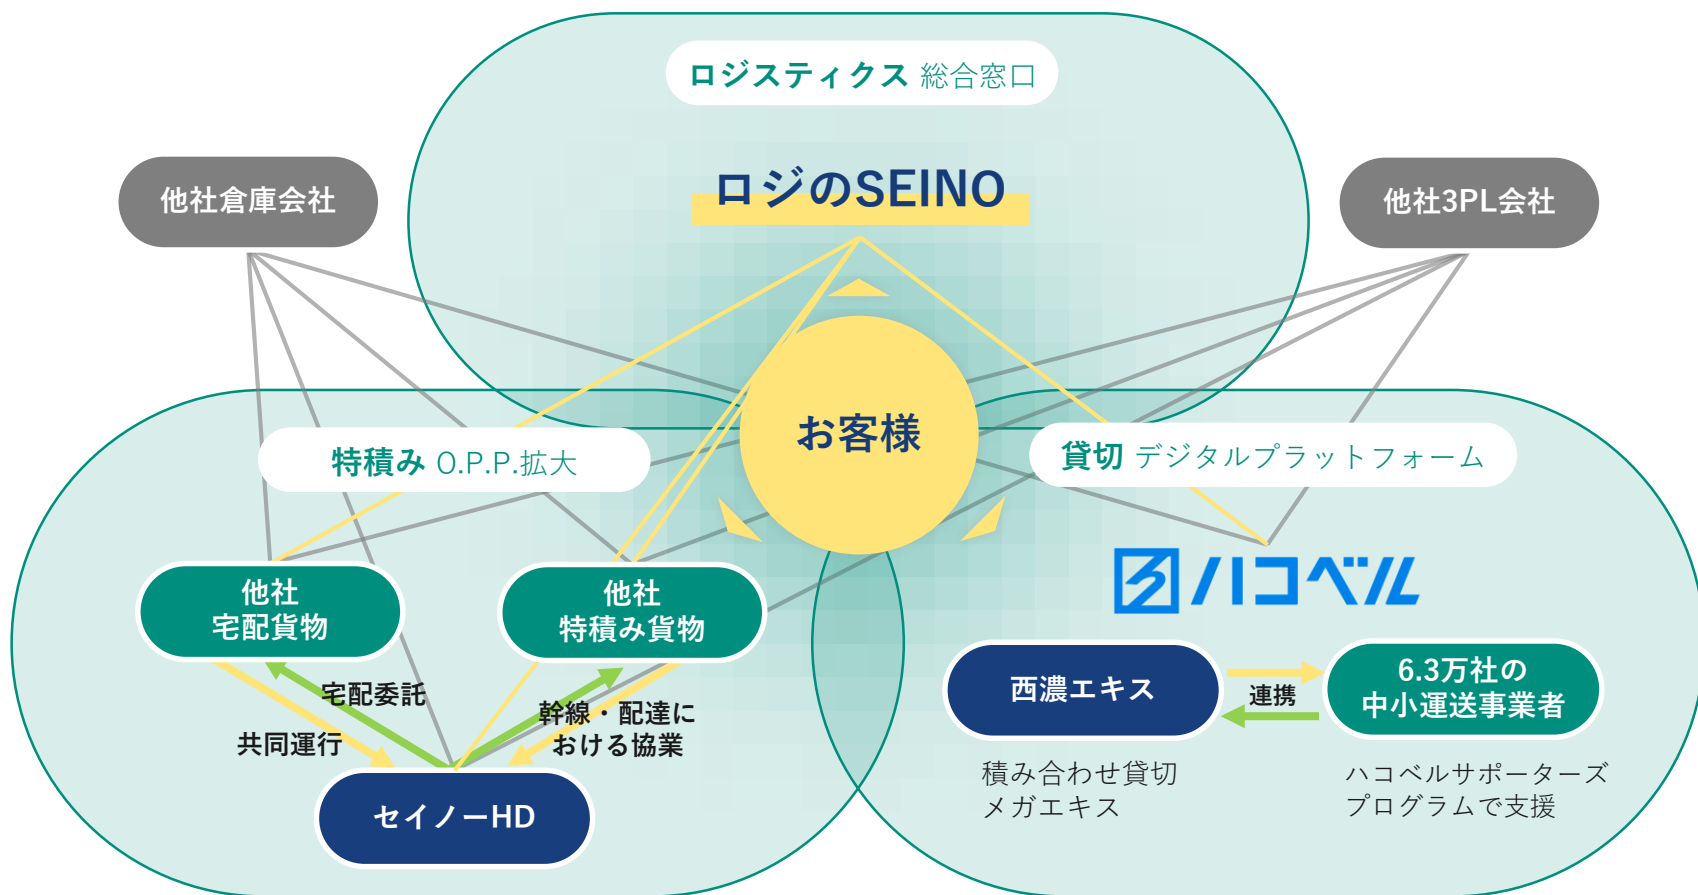 ロジスティクス 総合窓口
ロジのSEINO
他社倉庫会社
他社3PL会社
お客様
特積み O.P.P.拡大
貸切 デジタルプラットフォーム
ハコベル
他社
宅配貨物
他社
特積み貨物
宅配委託
共同運行
幹線・配達に
おける協業
セイノーHD
西濃エキス
連携
6.3万社の
中小運送事業者
積み合わせ貸切
メガエキス
ハコベルサポーターズ
プログラムで支援